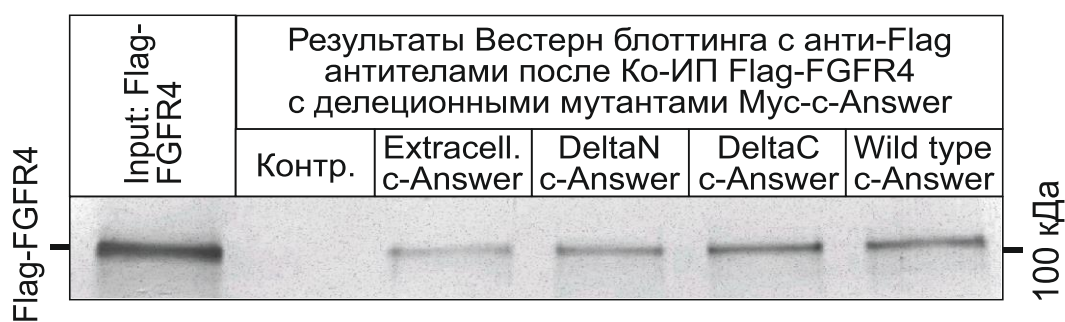 Input: Flag-
FGFR4
Результаты Вестерн блоттинга с анти-Flag
антителами после Ко-ИП Flag-FGFR4
с делеционными мутантами Myc-c-Answer
Контр.
Extracell.
c-Answer
DeltaN
c-Answer
DeltaC
c-Answer
Wild type
c-Answer
Flag-FGFR4
100 кДа